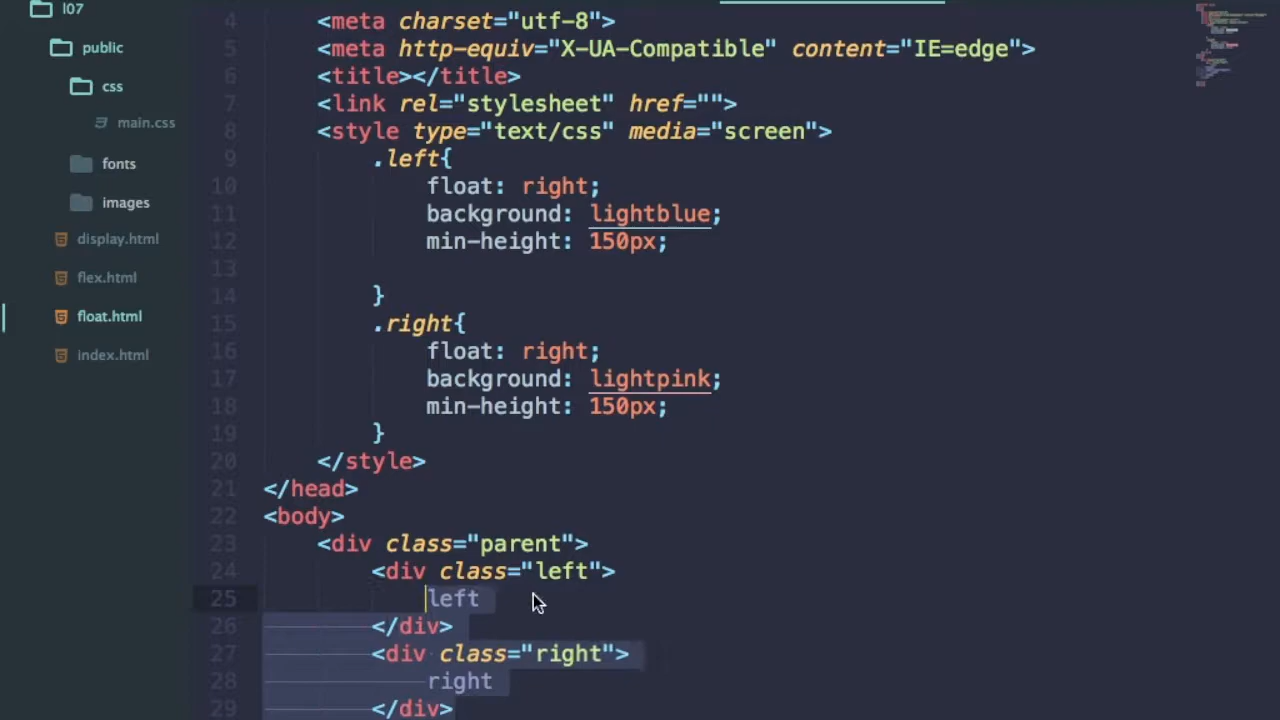 l07
public
css
main.css
fonts
images
display.html
flex.html
float.html
index.html
4 <meta charset="utf-8">
5 <meta http-equiv="X-UA-Compatible" content="IE=edge">
6 <title></title>
7 <link rel="stylesheet" href="">
8 <style type="text/css" media="screen">
9 .left{
10 float: right;
11 background: lightblue;
12 min-height: 150px;
13
14 }
15 .right{
16 float: right;
17 background: lightpink;
18 min-height: 150px;
19 }
20 </style>
21 </head>
22 <body>
23 <div class="parent">
24 <div class="left">
25 left
26 </div>
27 <div class="right">
28 right
29 </div>